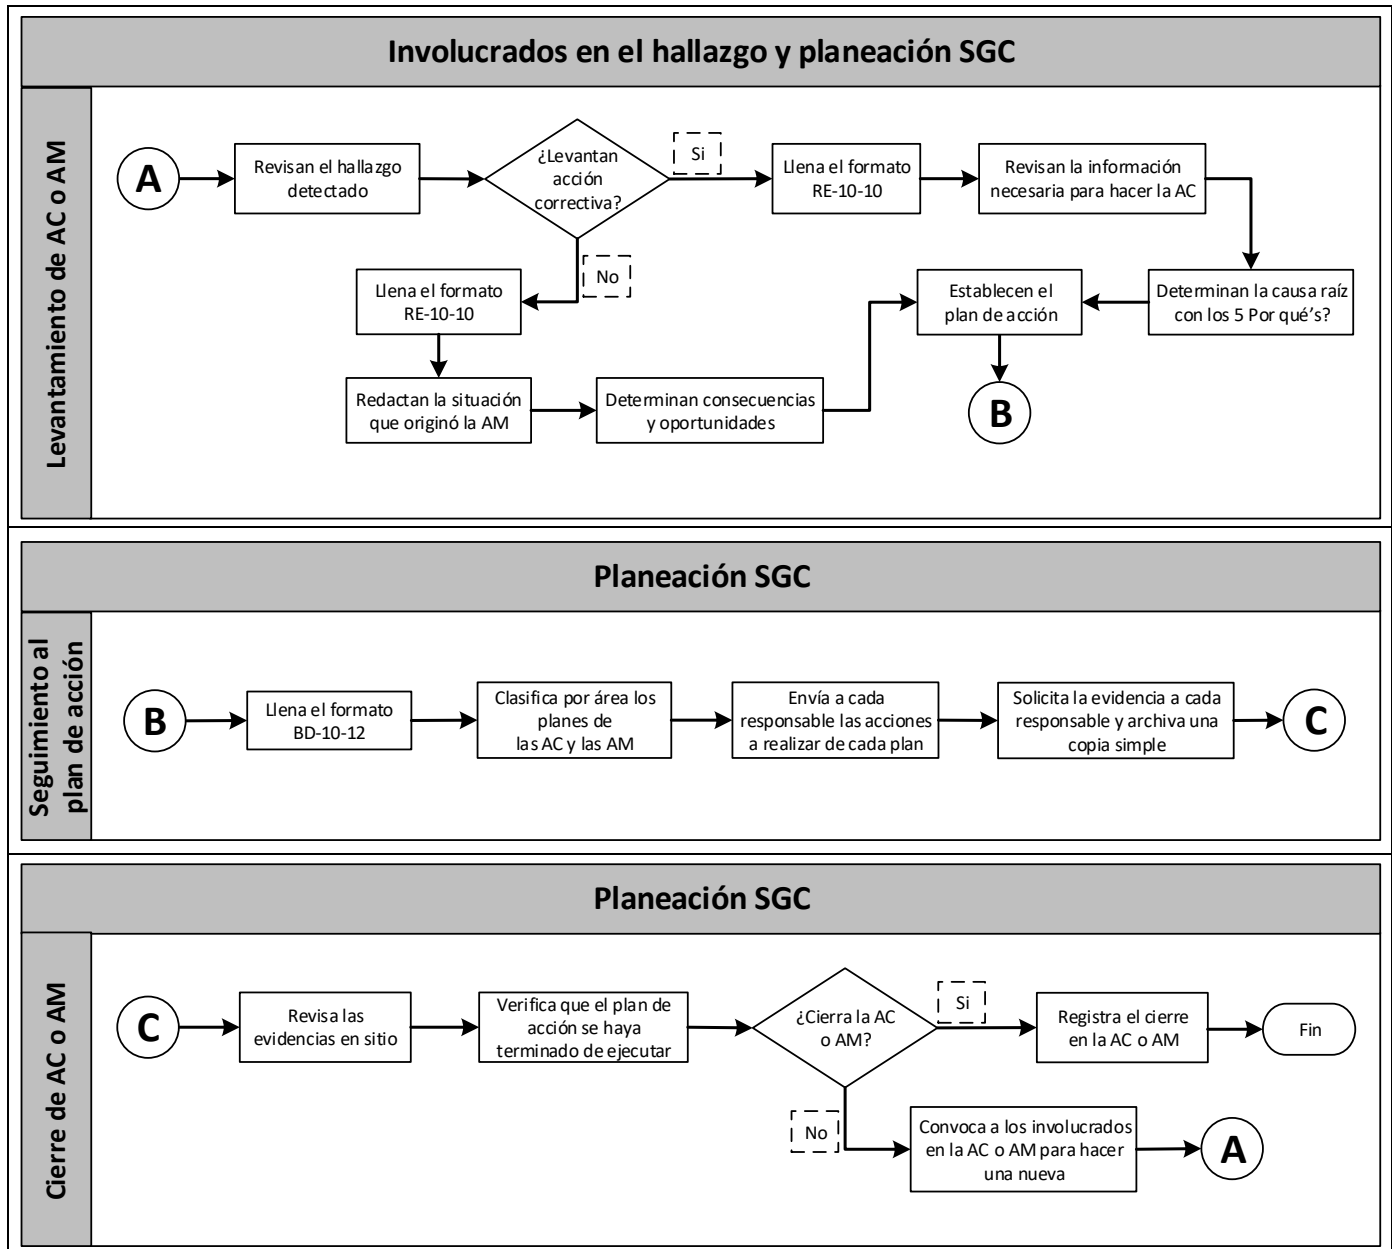 Involucrados en el hallazgo y planeación SGC
Levantamiento de AC o AM
A
Revisan el hallazgo
detectado
¿Levantan
acción
correctiva?
Si
Llena el formato
RE-10-10
Revisan la información
necesaria para hacer la AC
No
Llena el formato
RE-10-10
Establecen el
plan de acción
Determinan la causa raíz
con los 5 Por qué’s?
Redactan la situación
que originó la AM
Determinan consecuencias
y oportunidades
B
Planeación SGC
Seguimiento al
plan de acción
B
Llena el formato
BD-10-12
Clasifica por área los
planes de
las AC y las AM
Envía a cada
responsable las acciones
a realizar de cada plan
Solicita la evidencia a cada
responsable y archiva una
copia simple
C
Planeación SGC
Cierre de AC o AM
C
Revisa las
evidencias en sitio
Verifica que el plan de
acción se haya
terminado de ejecutar
¿Cierra la AC
o AM?
Si
Registra el cierre
en la AC o AM
Fin
No
Convoca a los involucrados
en la AC o AM para hacer
una nueva
A